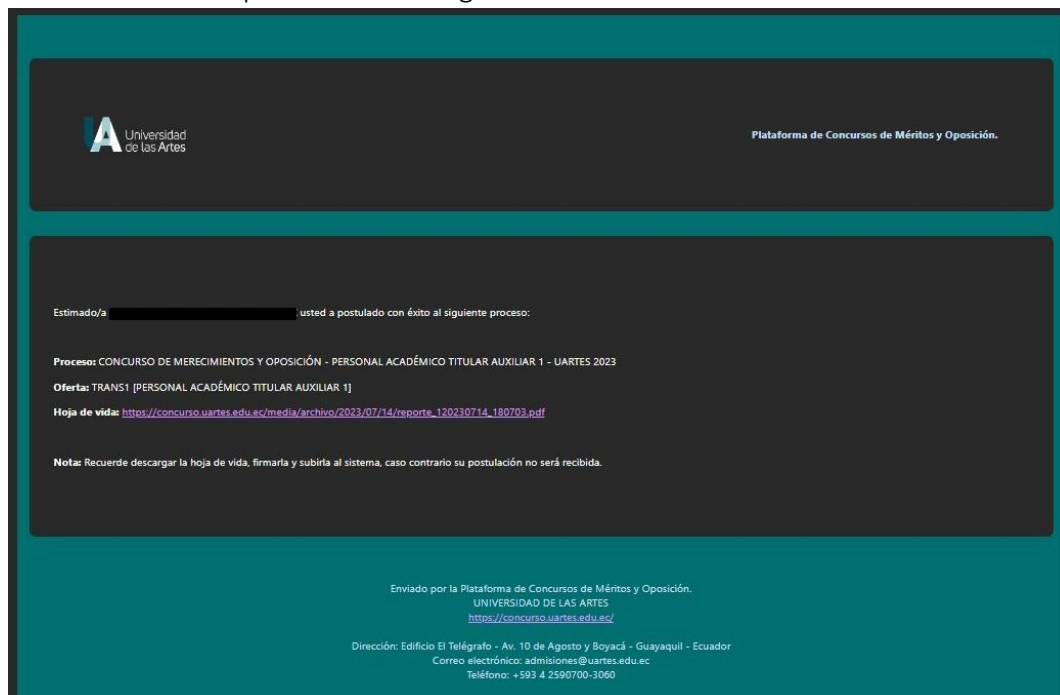 Universidad
de las Artes
Plataforma de Concursos de Méritos y Oposición.
Estimado/a usted a postulado con éxito al siguiente proceso:
Proceso: CONCURSO DE MERECIMIENTOS Y OPOSICIÓN - PERSONAL ACADÉMICO TITULAR AUXILIAR 1 - UARTES 2023
Oferta: TRANS1 [PERSONAL ACADÉMICO TITULAR AUXILIAR 1]
Hoja de vida: https://concurso.uartes.edu.ec/media/archivo/2023/07/14/reporte_120230714_180703.pdf
Nota: Recuerde descargar la hoja de vida, firmarla y subirla al sistema, caso contrario su postulación no será recibida.
Enviado por la Plataforma de Concursos de Méritos y Oposición.
UNIVERSIDAD DE LAS ARTES
https://concurso.uartes.edu.ec/
Dirección: Edificio El Telégrafo - Av. 10 de Agosto y Boyacá - Guayaquil - Ecuador
Correo electrónico: admisiones@uartes.edu.ec
Teléfono: +593 4 2590700-3060